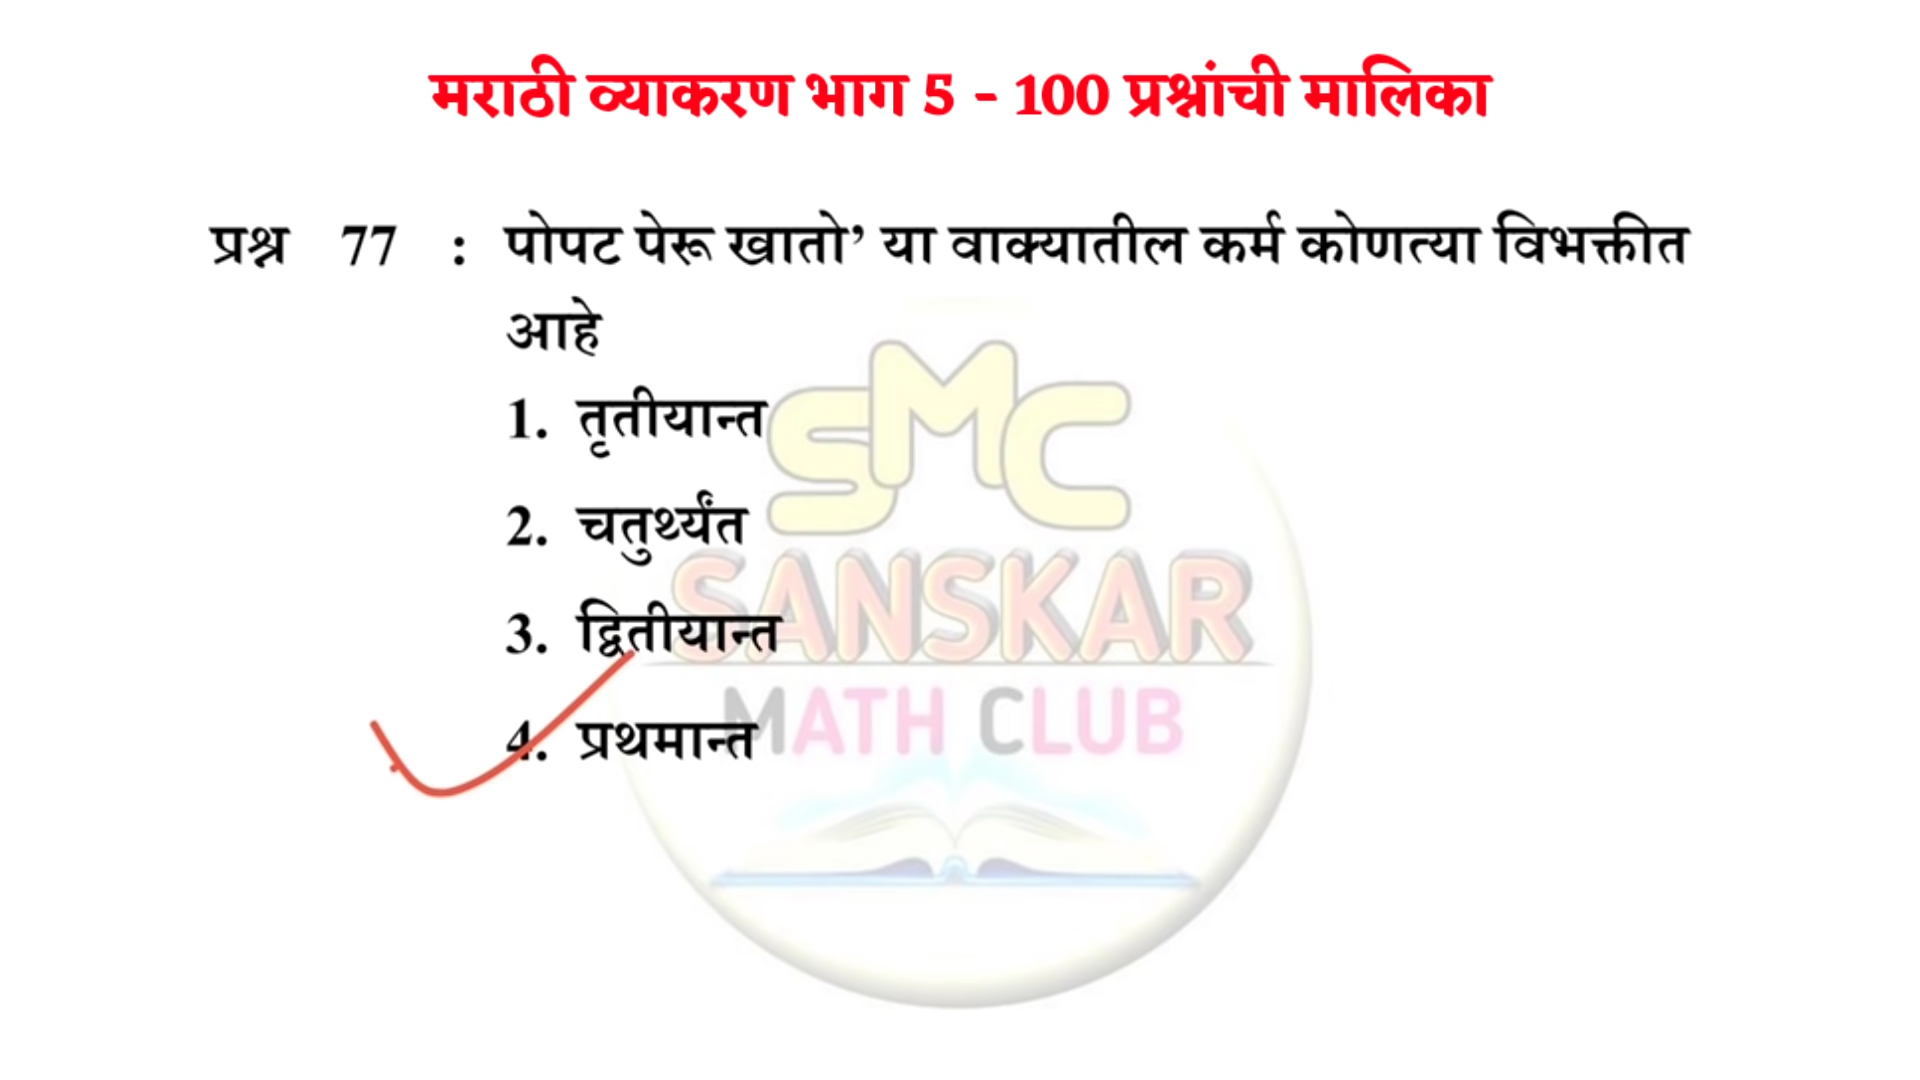 मराठी व्याकरण भाग 5 - 100 प्रश्नांची मालिका
प्रश्न 77 : पोपट पेरू खातो’ या वाक्यातील कर्म कोणत्या विभक्तीत
आहे
1. तृतीयान्त
2. चतुर्थ्यंत
3. द्वितीयान्त
4. प्रथमान्त
SMC
SANSKAR
MATH CLUB